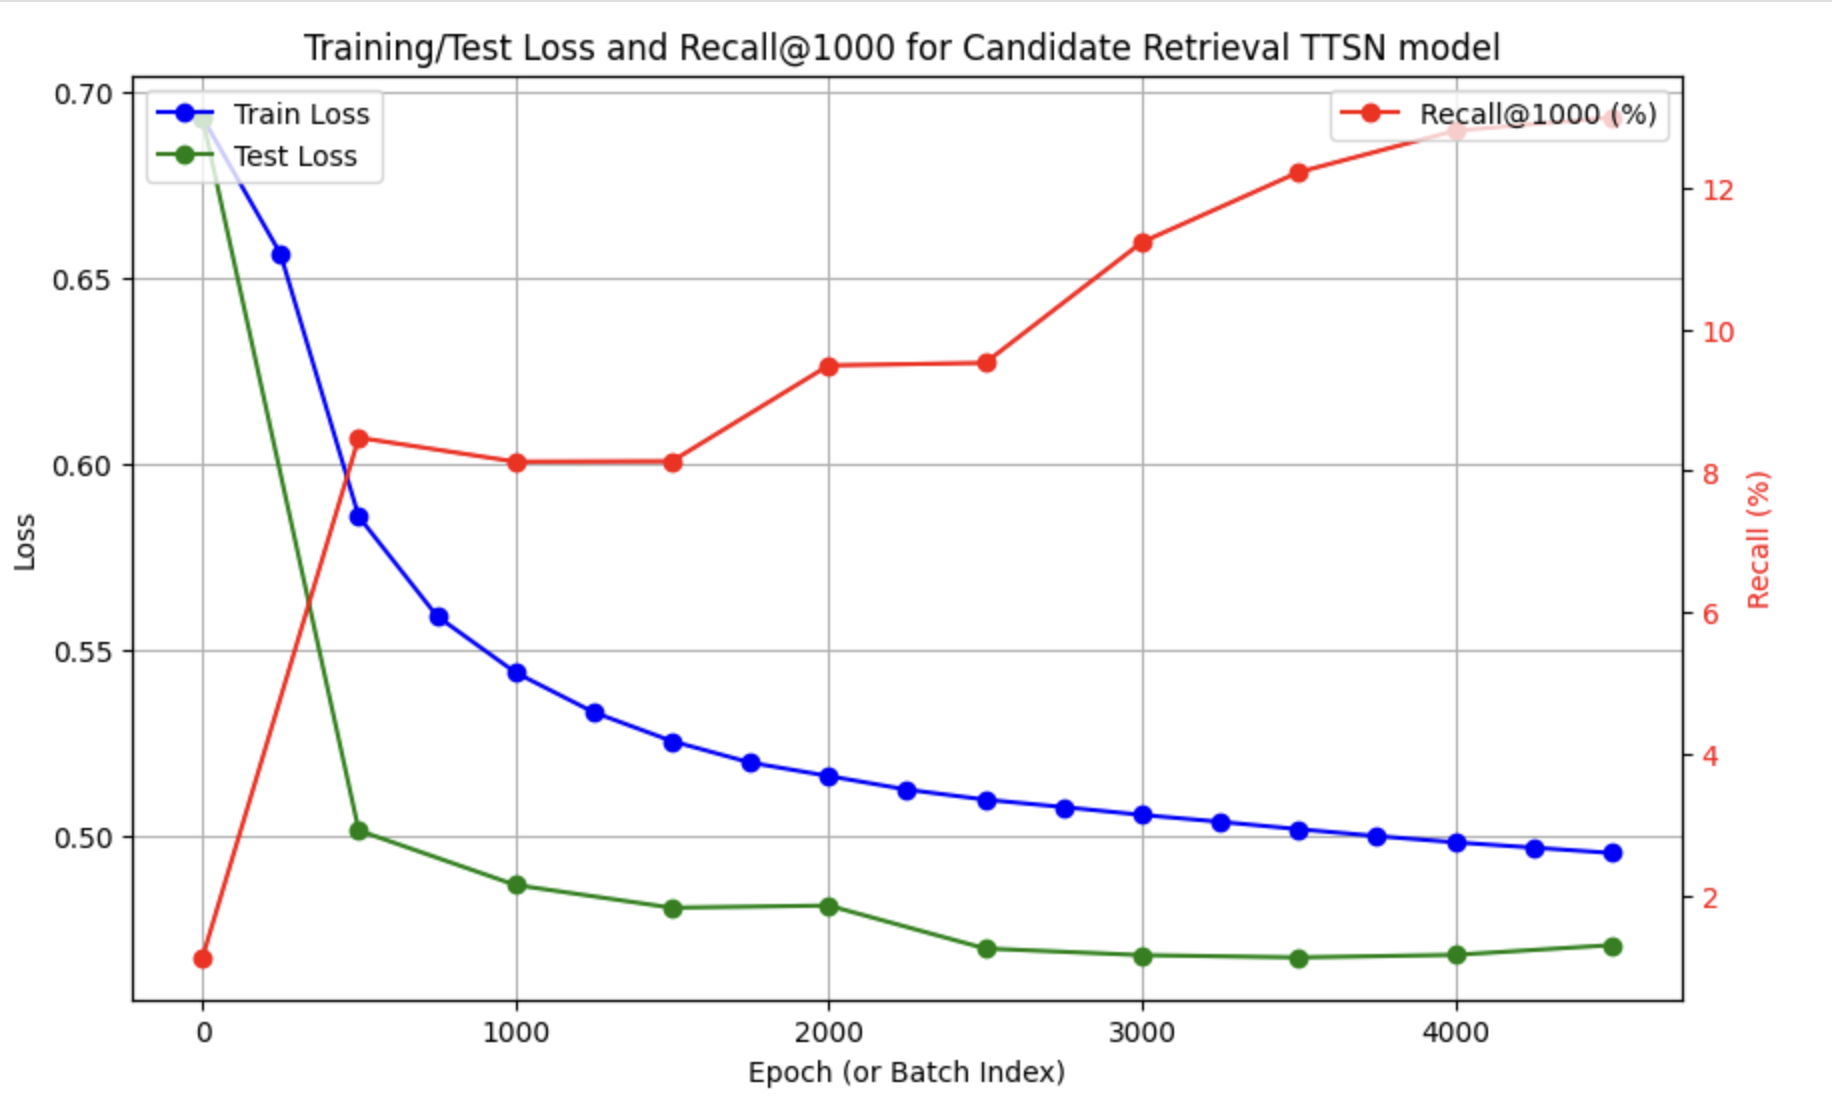 Training/Test Loss and Recall@1000 for Candidate Retrieval TTSN model
Train Loss
Test Loss
Recall@1000 (%)
0.70
0.65
0.60
0.55
0.50
Loss
12
10
8
6
4
2
Recall (%)
0 1000 2000 3000 4000
Epoch (or Batch Index)